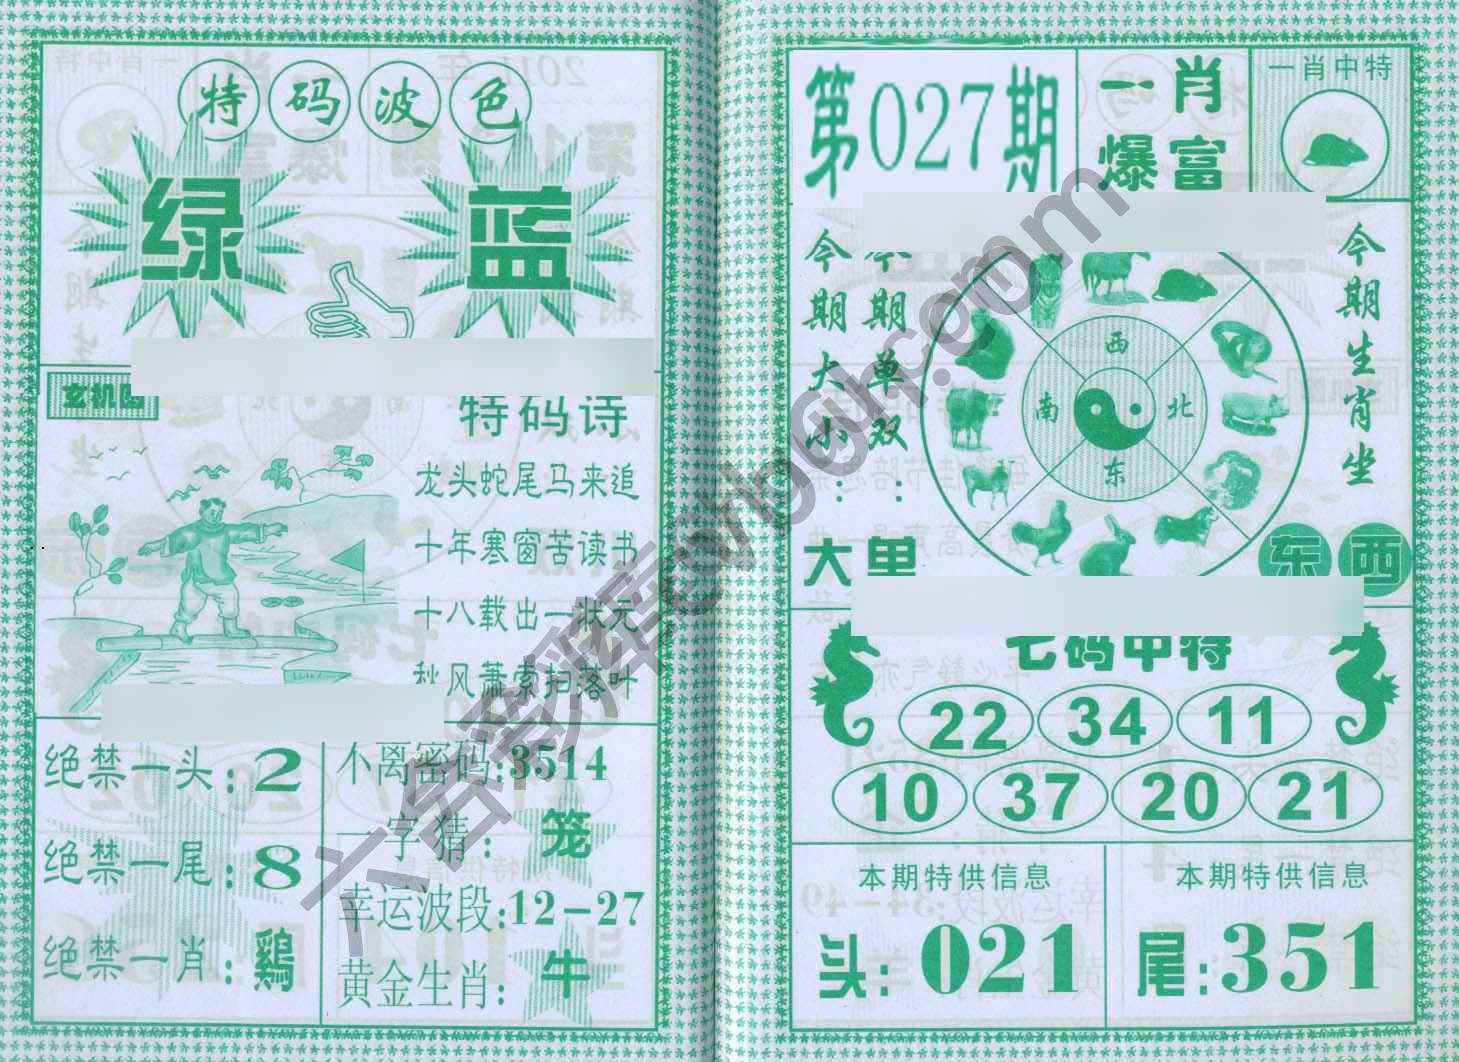 特码波色
绿 蓝
玄机图
特码诗
龙头蛇尾马来追
十年寒窗苦读书
十八载出一状元
秋风萧索扫落叶
绝禁一头:2
绝禁一尾:8
绝禁一肖:鷄
不离密码:3514
一字猜:笼
幸运波段:12-27
黄金生肖:牛
第027期
一肖
爆富
一肖中特
今期大小:大
本期单双:单
西
南 北
东
今期生肖坐
东西
七码中特
22 34 11
10 37 20 21
本期特供信息
头:021
本期特供信息
尾:351